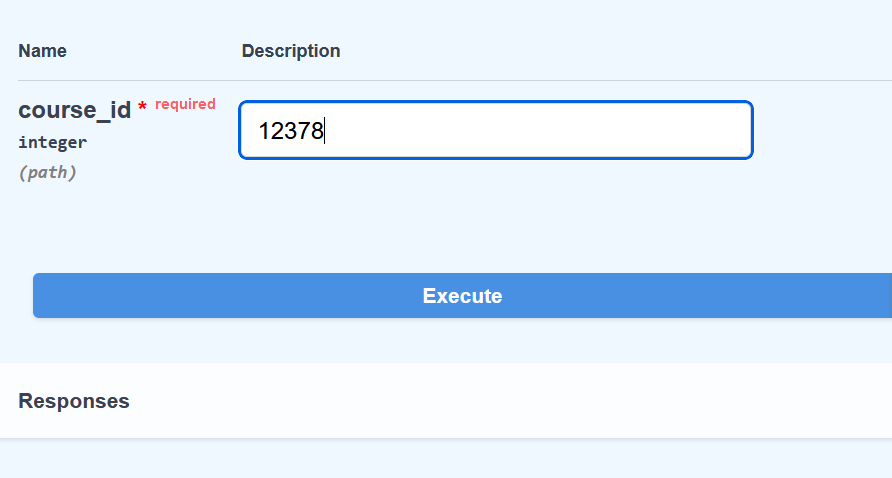 Name Description
course_id * required
12378
integer
(path)
Execute
Responses